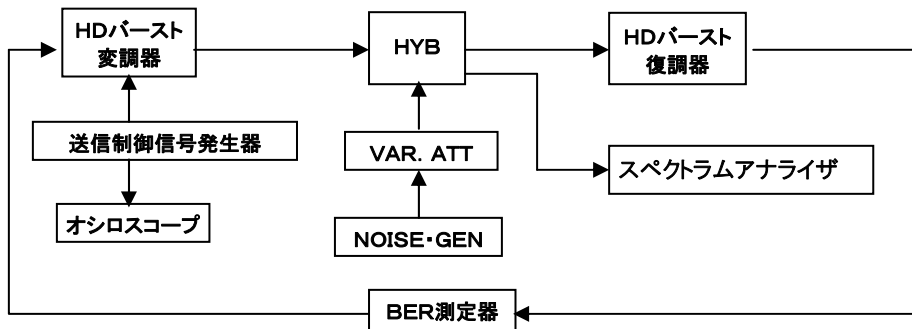 HDバースト
変調器
HYB
HDバースト
復調器
送信制御信号発生器
VAR. ATT
スペクトラムアナライザ
オシロスコープ
NOISE・GEN
BER測定器